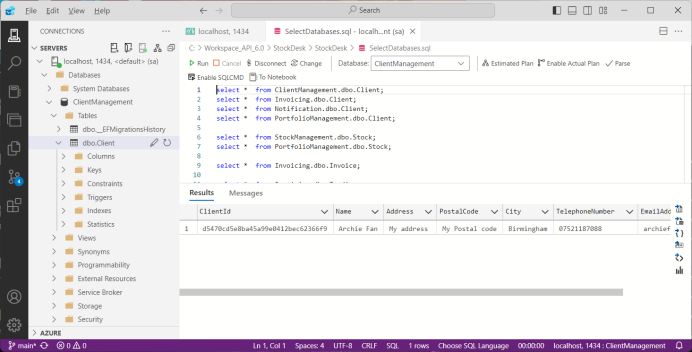 Search
CONNECTIONS
localhost, 1434
SelectDatabases.sql - localh...nt (sa)
SERVERS
C: > Workspace_API_6.0 > StockDesk > StockDesk > SelectDatabases.sql
localhost, 1434, <default> (sa)
Run Cancel Disconnect Change Database: ClientManagement Estimated Plan Enable Actual Plan Parse
Databases
Enable SQLCMD To Notebook
System Databases
ClientManagement
Tables
dbo.__EFMigrationsHistory
dbo.Client
Columns
Keys
Constraints
Triggers
Indexes
Statistics
Views
Synonyms
Programmability
External Resources
Service Broker
Storage
Security
AZURE
4
1 select * from ClientManagement.dbo.Client;
2 select * from Invoicing.dbo.Client;
3 select * from Notification.dbo.Client;
4 select * from PortfolioManagement.dbo.Client;
5
6 select * from StockManagement.dbo.Stock;
7 select * from PortfolioManagement.dbo.Stock;
8
9 select * from Invoicing.dbo.Invoice;
10
Results Messages
ClientId Name Address PostalCode City TelephoneNumber EmailAdd
1 d5470cd5e8ba45a99e0412bec62366f9 Archie Fan My address My Postal code Birmingham 07521187088 archief
main* 0 0 Ln 1, Col 1 Spaces: 4 UTF-8 CRLF SQL 1 rows Choose SQL Language 00:00:00 localhost, 1434 : ClientManagement